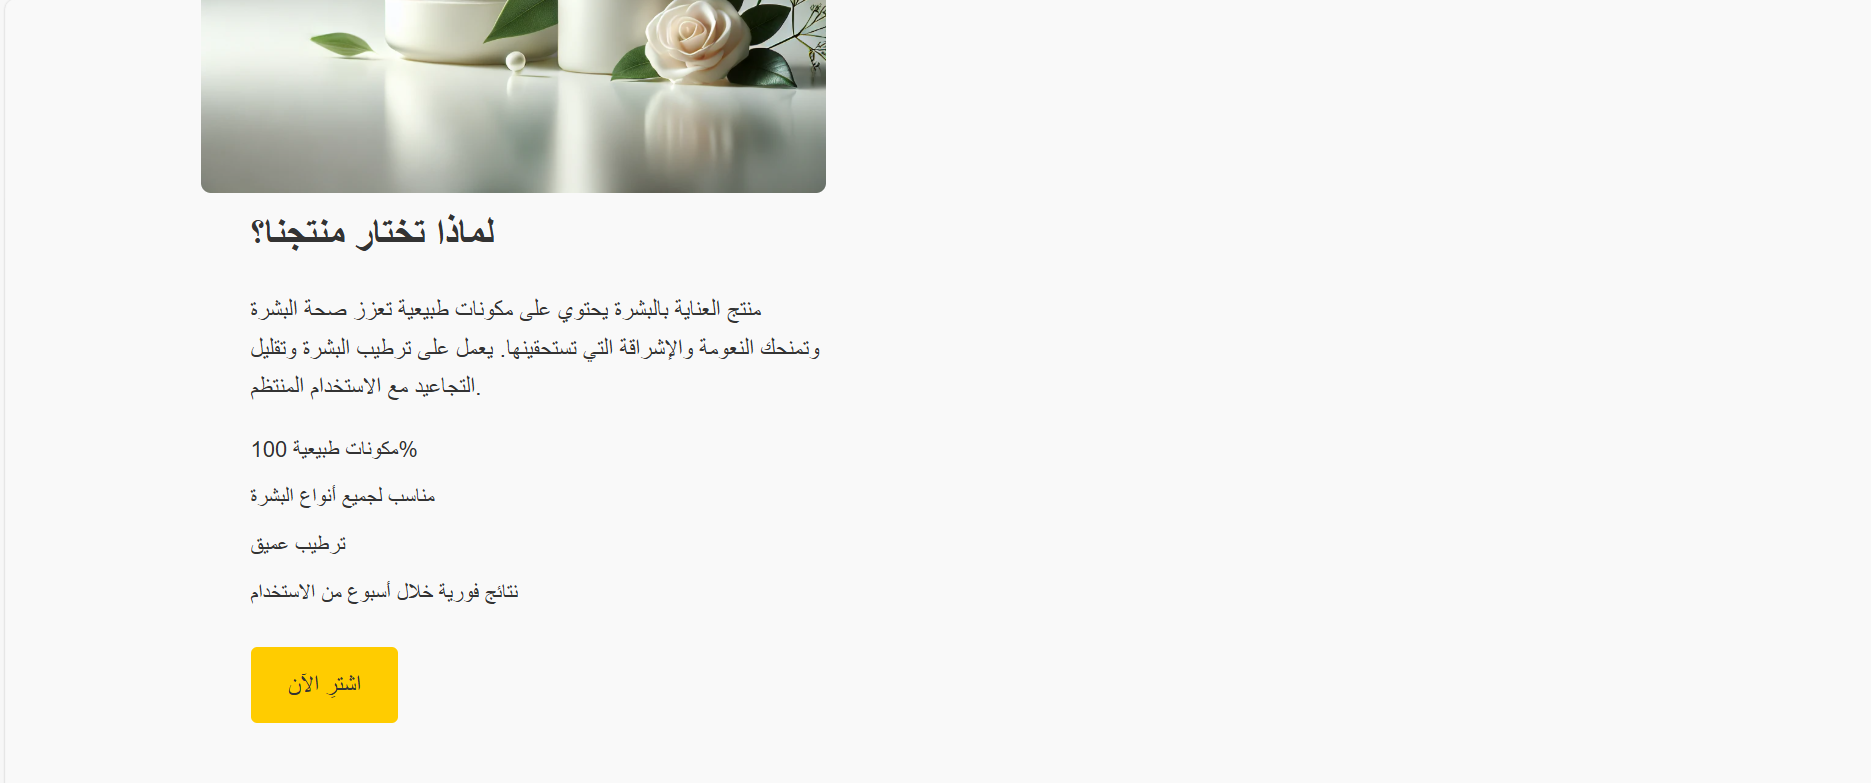 لماذا تختار منتجنا؟
منتج العناية بالبشرة يحتوي على مكونات طبيعية تعزز صحة البشرة
وتمنحك النعومة والإشراقة التي تستحقينها. يعمل على ترطيب البشرة وتقليل
التجاعيد مع الاستخدام المنتظم.
مكونات طبيعية 100%
مناسب لجميع أنواع البشرة
ترطيب عميق
نتائج فورية خلال أسبوع من الاستخدام
اشترِ الآن